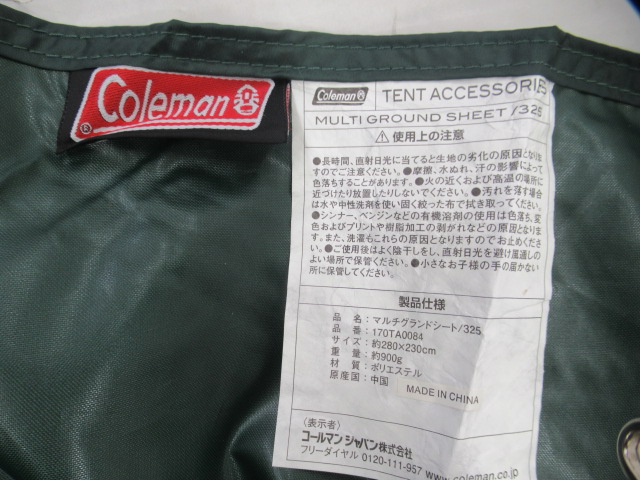 Coleman
®
Coleman TENT ACCESSORIES
MULTI GROUND SHEET /325
⚠使用上の注意
●長時間、直射日光に当てると生地の劣化の原因となりま
すのでご注意ください。●摩擦、水ぬれ、汗の影響によって
色落ちすることがあります。●火の近くおよび高温の場所に
近づけたり放置したりしないでください。●汚れを落す場合
は水や中性洗剤を使い固く絞った布で拭き取ってください。
●シンナー、ベンジンなどの有機溶剤の使用は色落ち、変
色およびプリントや樹脂加工の剥がれなどの原因となりま
す。また、洗濯もこれらの原因となりますのでお止めくださ
い。●ご使用後はよく陰干しをし、直射日光を避け風通しの
よい場所で保管ください。●小さなお子様の手の届かない
所に保管してください。
製品仕様
品名:マルチグランドシート/325
品番:170TA0084
サイズ:約280×230cm
重量:約900g
材質:ポリエステル
原産国:中国 MADE IN CHINA
〈表示者〉
コールマン ジャパン株式会社
フリーダイヤル 0120-111-957 www.coleman.co.jp